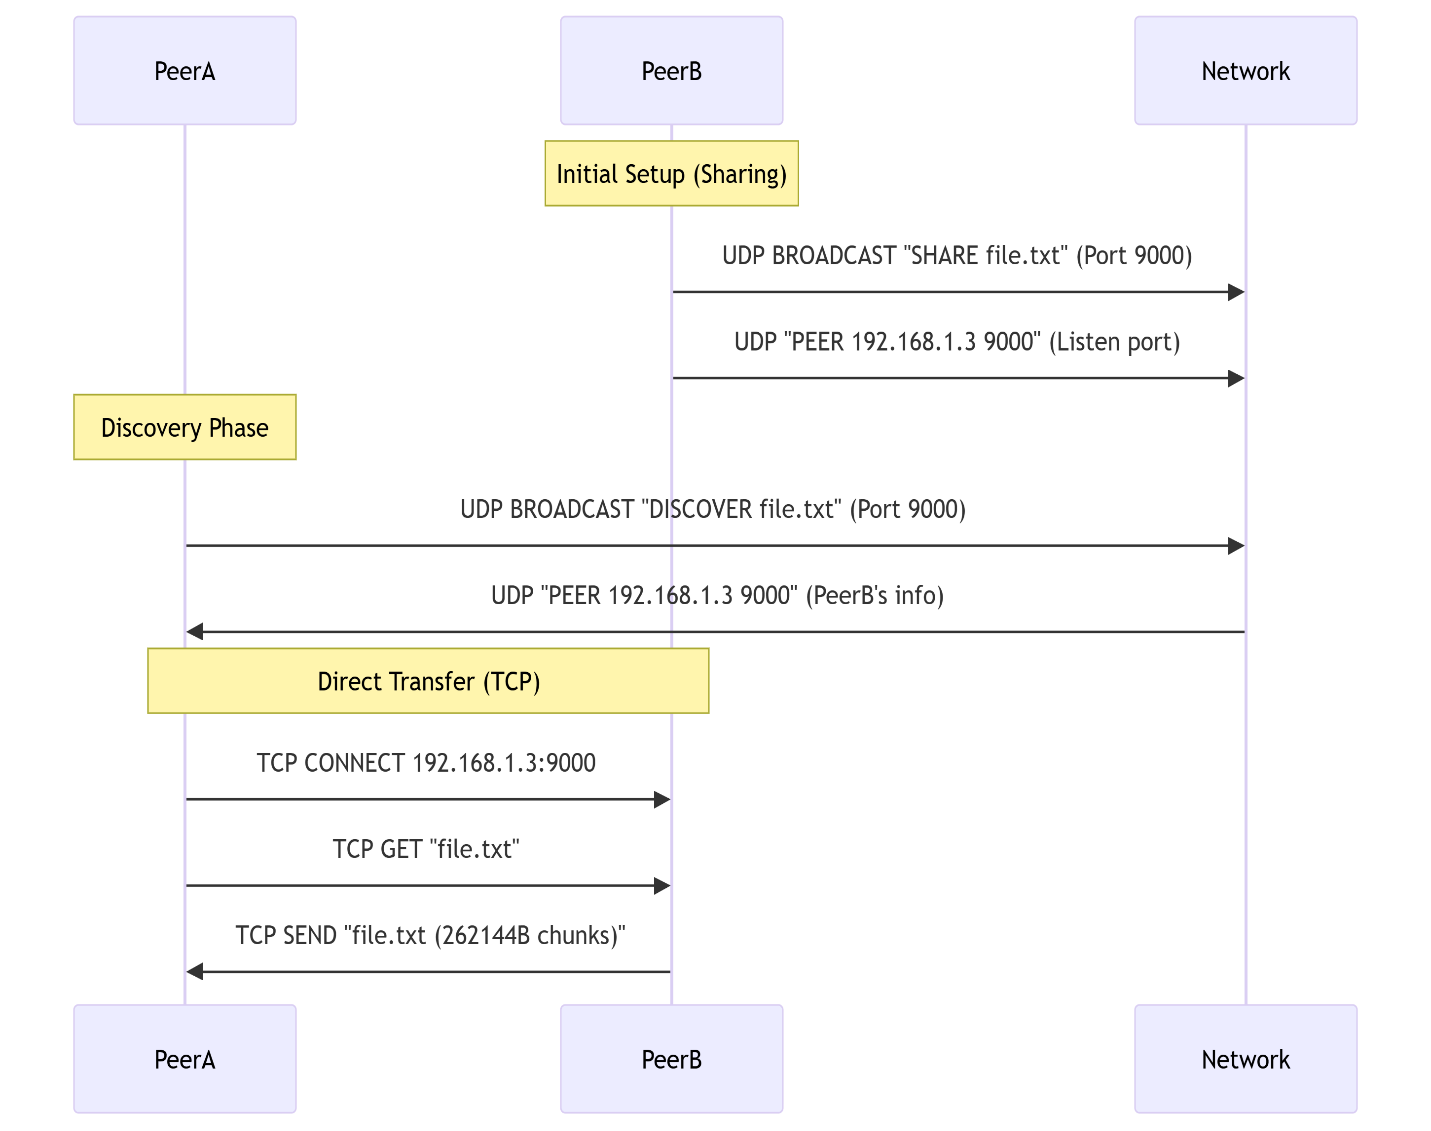 PeerA
PeerB
Network
Initial Setup (Sharing)
UDP BROADCAST "SHARE file.txt" (Port 9000)
UDP "PEER 192.168.1.3 9000" (Listen port)
Discovery Phase
UDP BROADCAST "DISCOVER file.txt" (Port 9000)
UDP "PEER 192.168.1.3 9000" (PeerB's info)
Direct Transfer (TCP)
TCP CONNECT 192.168.1.3:9000
TCP GET "file.txt"
TCP SEND "file.txt (262144B chunks)"
PeerA
PeerB
Network